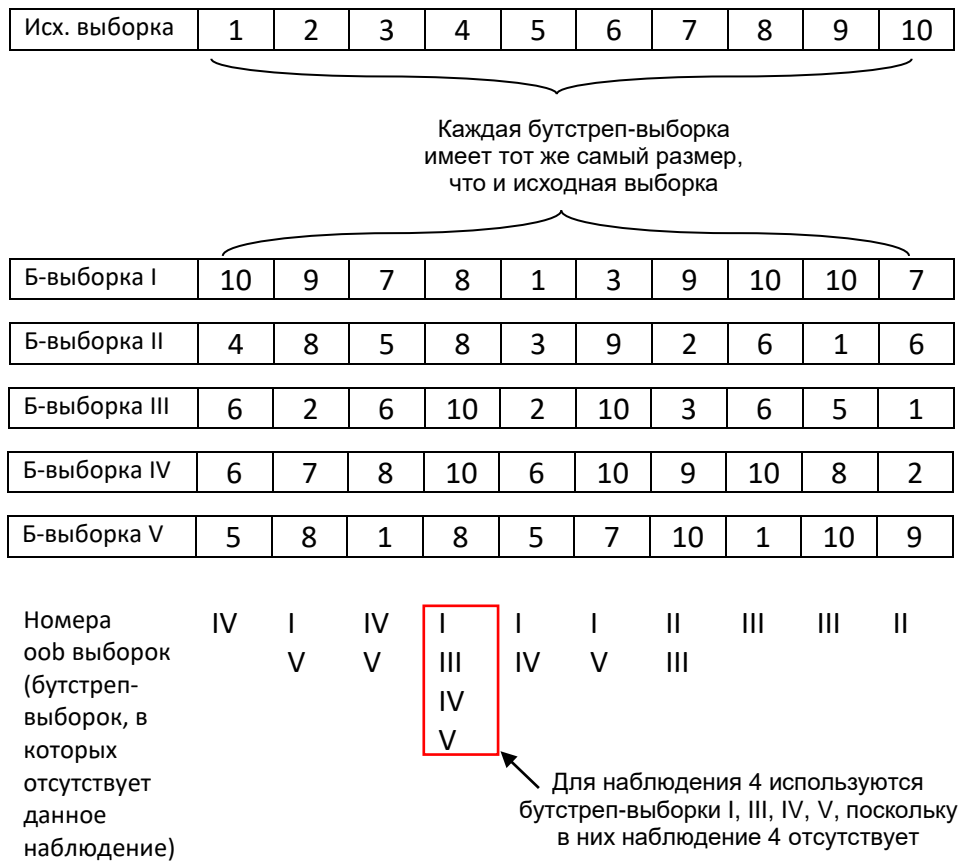 Исх. выборка 1 2 3 4 5 6 7 8 9 10
Каждая бутстреп-выборка
имеет тот же самый размер,
что и исходная выборка
Б-выборка I 10 9 7 8 1 3 9 10 10 7
Б-выборка II 4 8 5 8 3 9 2 6 1 6
Б-выборка III 6 2 6 10 2 10 3 6 5 1
Б-выборка IV 6 7 8 10 6 10 9 10 8 2
Б-выборка V 5 8 1 8 5 7 10 1 10 9
Номера IV I IV I I I II III III II
oob выборок V V III IV V III
(бутстреп- IV
выборок, в V
которых
отсутствует
данное
наблюдение)
Для наблюдения 4 используются
бутстреп-выборки I, III, IV, V, поскольку
в них наблюдение 4 отсутствует